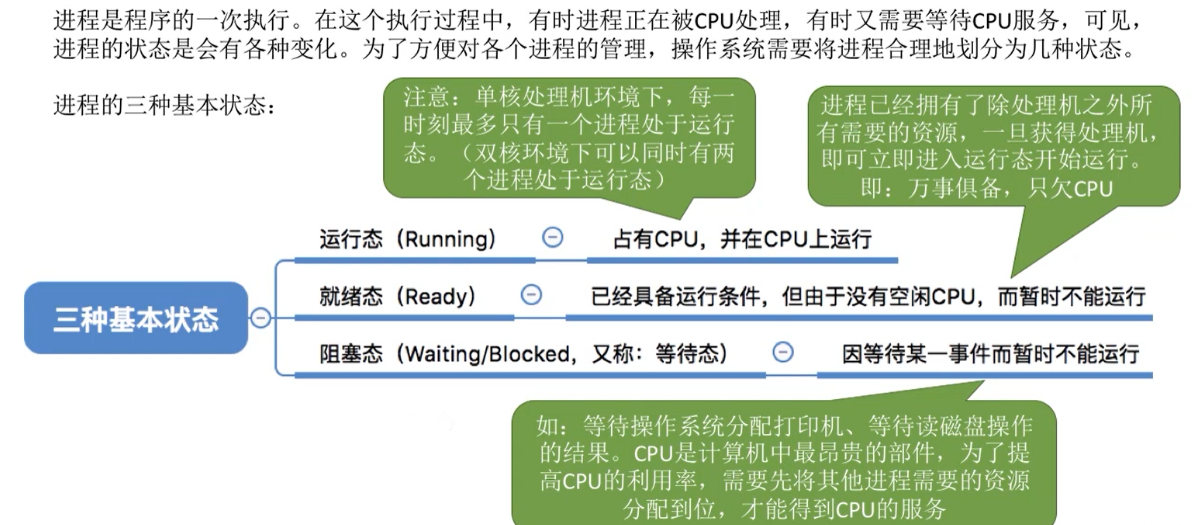 进程是程序的一次执行。在这个执行过程中，有时进程正在被CPU处理，有时又需要等待CPU服务，可见，
进程的状态是会有各种变化。为了方便对各个进程的管理，操作系统需要将进程合理地划分为几种状态。
进程的三种基本状态：
注意：单核处理机环境下，每一
时刻最多只有一个进程处于运行
态。（双核环境下可以同时有两
个进程处于运行态）
进程已经拥有了除处理机之外所
有需要的资源，一旦获得处理机，
即可立即进入运行态开始运行。
即：万事俱备，只欠CPU
三种基本状态
运行态（Running） 占有CPU，并在CPU上运行
就绪态（Ready） 已经具备运行条件，但由于没有空闲CPU，而暂时不能运行
阻塞态（Waiting/Blocked，又称：等待态） 因等待某一事件而暂时不能运行
如：等待操作系统分配打印机、等待读磁盘操作
的结果。CPU是计算机中最昂贵的部件，为了提
高CPU的利用率，需要先将其他进程需要的资源
分配到位，才能得到CPU的服务